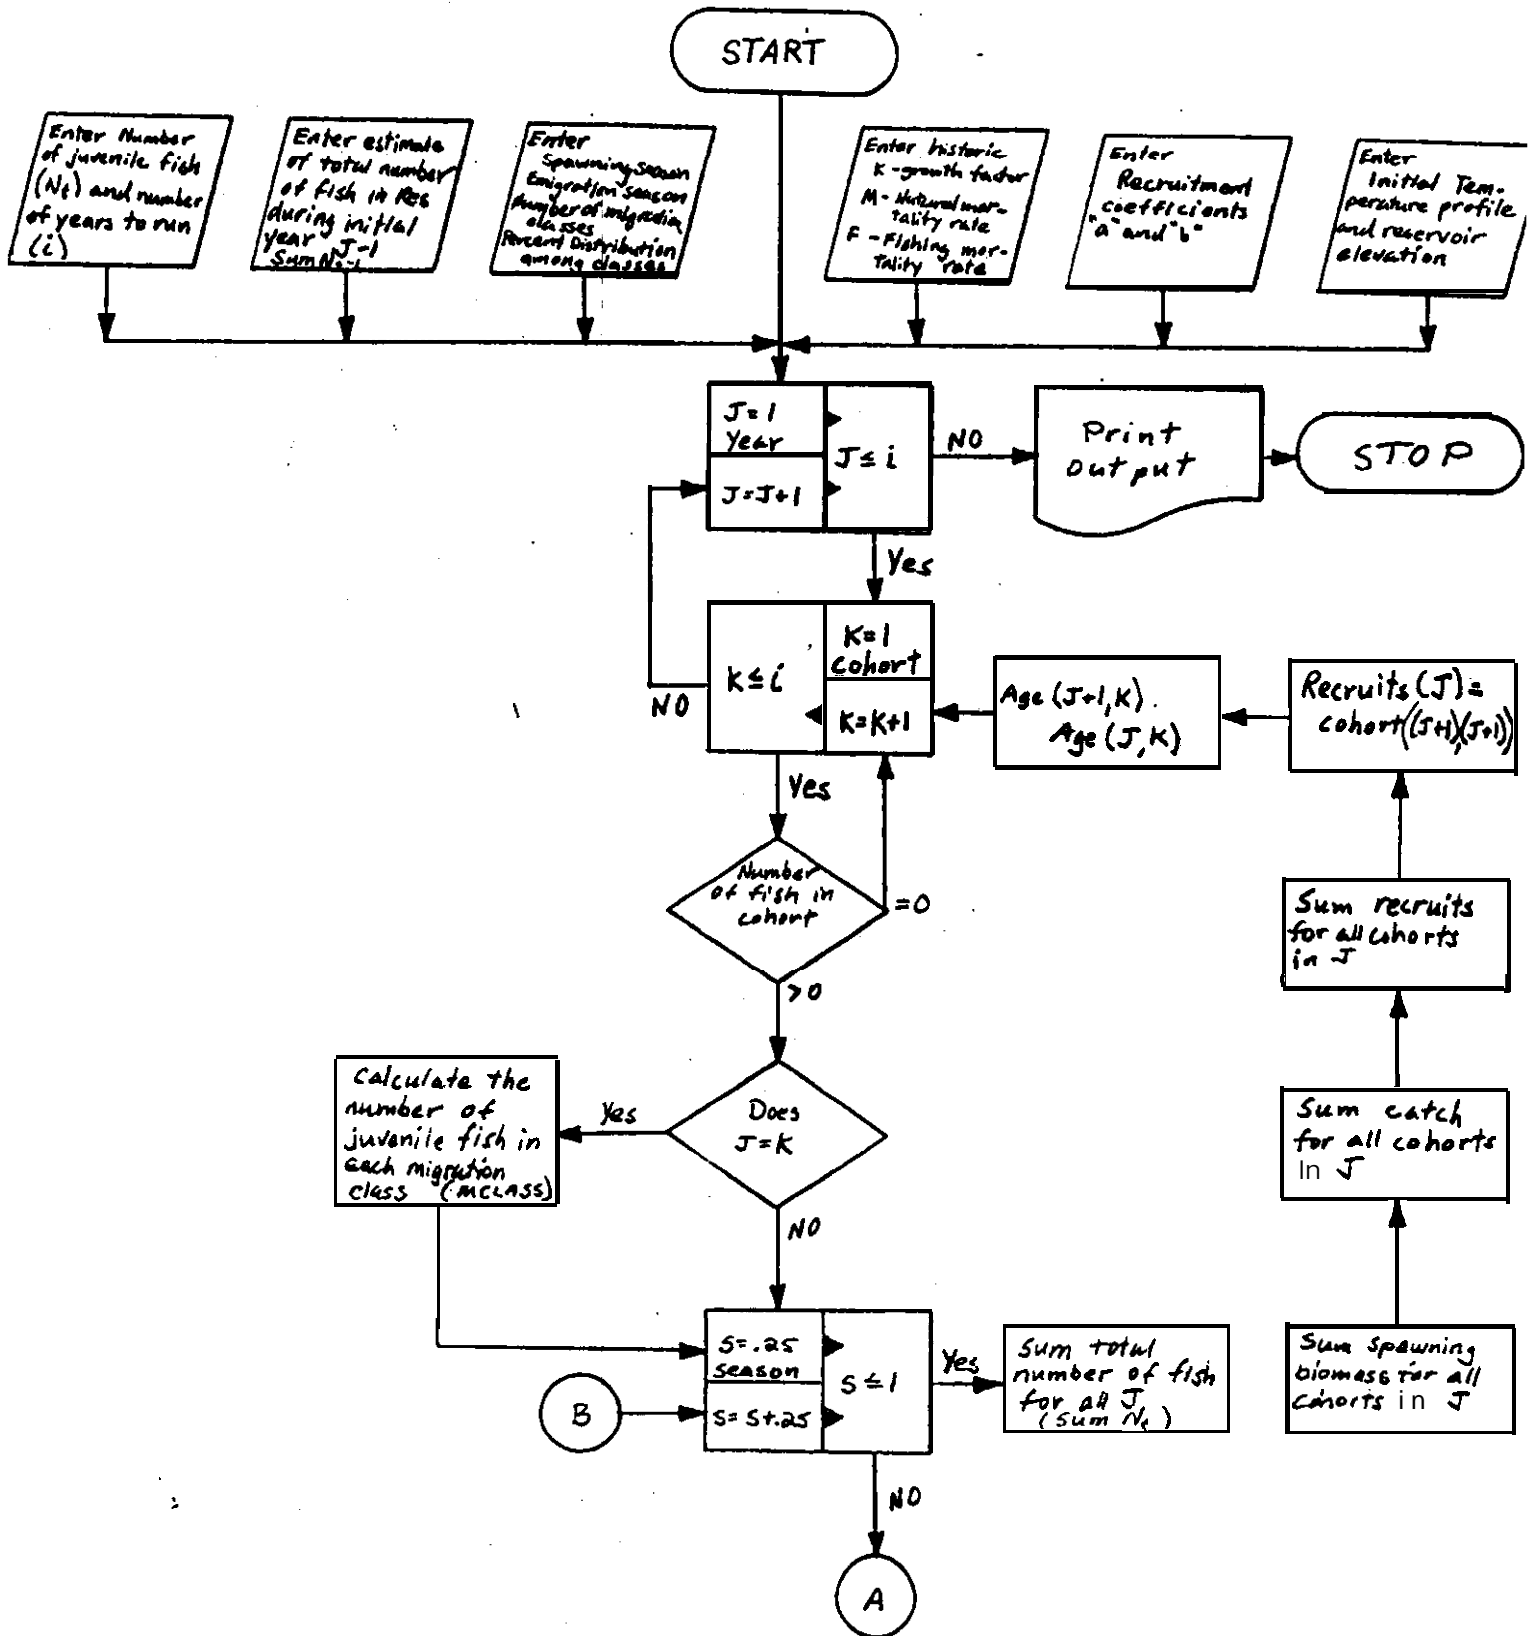 START
Enter Number
of juvenile fish
(Nt) and number
of years to run
(i)
Enter estimate
of total number
of fish in Res
during initial
year J-1
Enter
Spawning season
Emigration season
Number of migration
classes
Percent Distribution
among classes
Enter historic
K - growth factor
M - Natural mor-
tality rate
F - Fishing mor-
tality rate
Enter
Recruitment
coefficients
"a" and "b"
Enter
Initial Tem-
perature profile
and reservoir
elevation
J=1
Year
J=J+1
J≤i
NO
Print
Output
STOP
Yes
K≤i
K=1
cohort
K=K+1
NO
Age (J+1,K).
Age (J,K)
Recruits (J) =
cohort((J+1)(J+1))
Yes
Number
of fish in
cohort
=0
>0
Sum recruits
for all cohorts
in J
Calculate the
number of
juvenile fish in
each migration
class (MCLASS)
Yes
Does
J=K
NO
Sum catch
for all cohorts
In J
S=.25
season
S=S+.25
S≤1
B
Yes
Sum total
number of fish
for all J
(Sum Nt)
Sum spawning
biomass for all
cohorts in J
NO
A